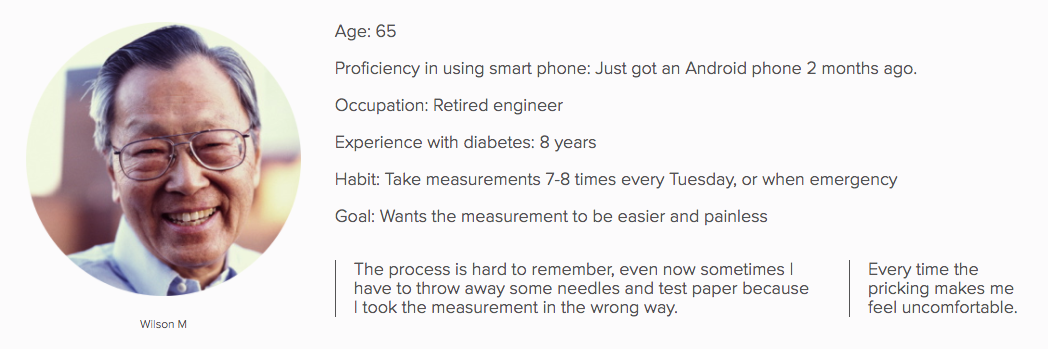 Age: 65
Proficiency in using smart phone: Just got an Android phone 2 months ago.
Occupation: Retired engineer
Experience with diabetes: 8 years
Habit: Take measurements 7-8 times every Tuesday, or when emergency
Goal: Wants the measurement to be easier and painless
The process is hard to remember, even now sometimes I
have to throw away some needles and test paper because
I took the measurement in the wrong way.
Every time the
pricking makes me
feel uncomfortable.
Wilson M